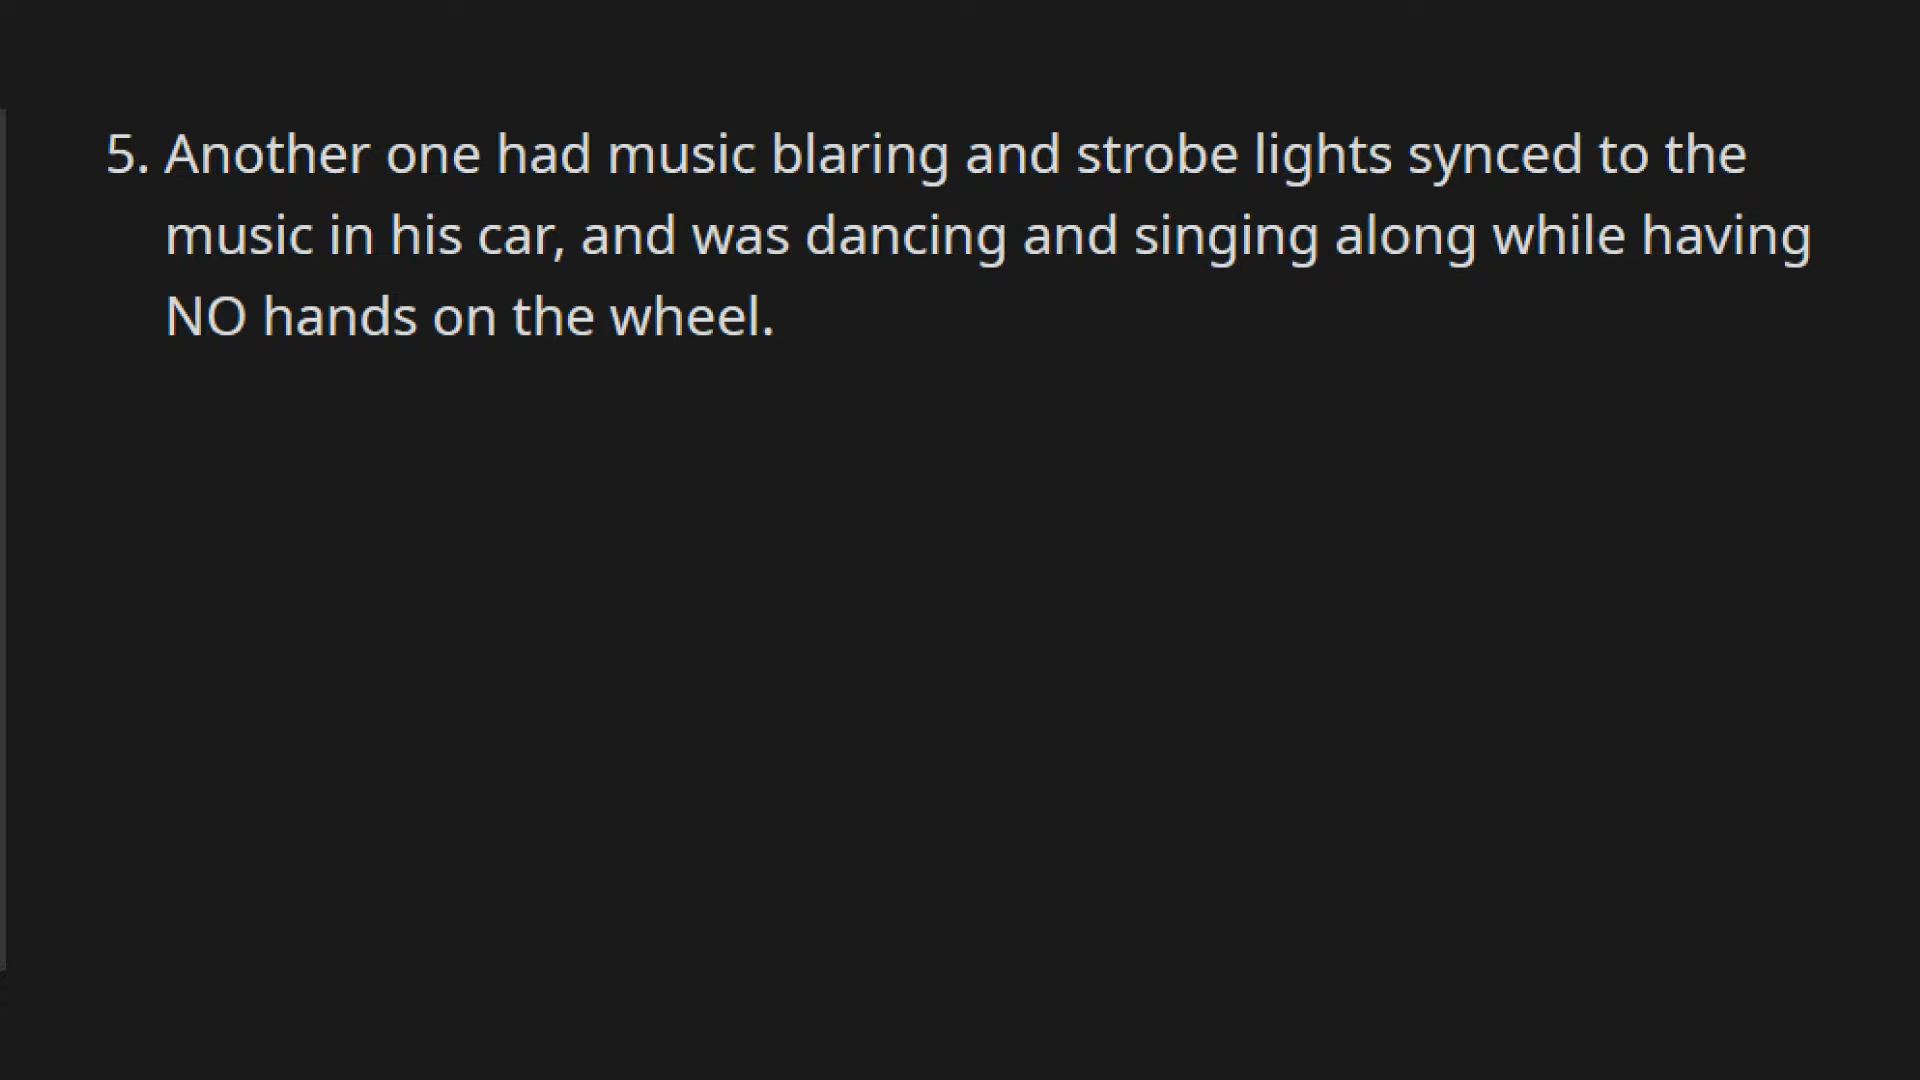 5. Another one had music blaring and strobe lights synced to the
music in his car, and was dancing and singing along while having
NO hands on the wheel.